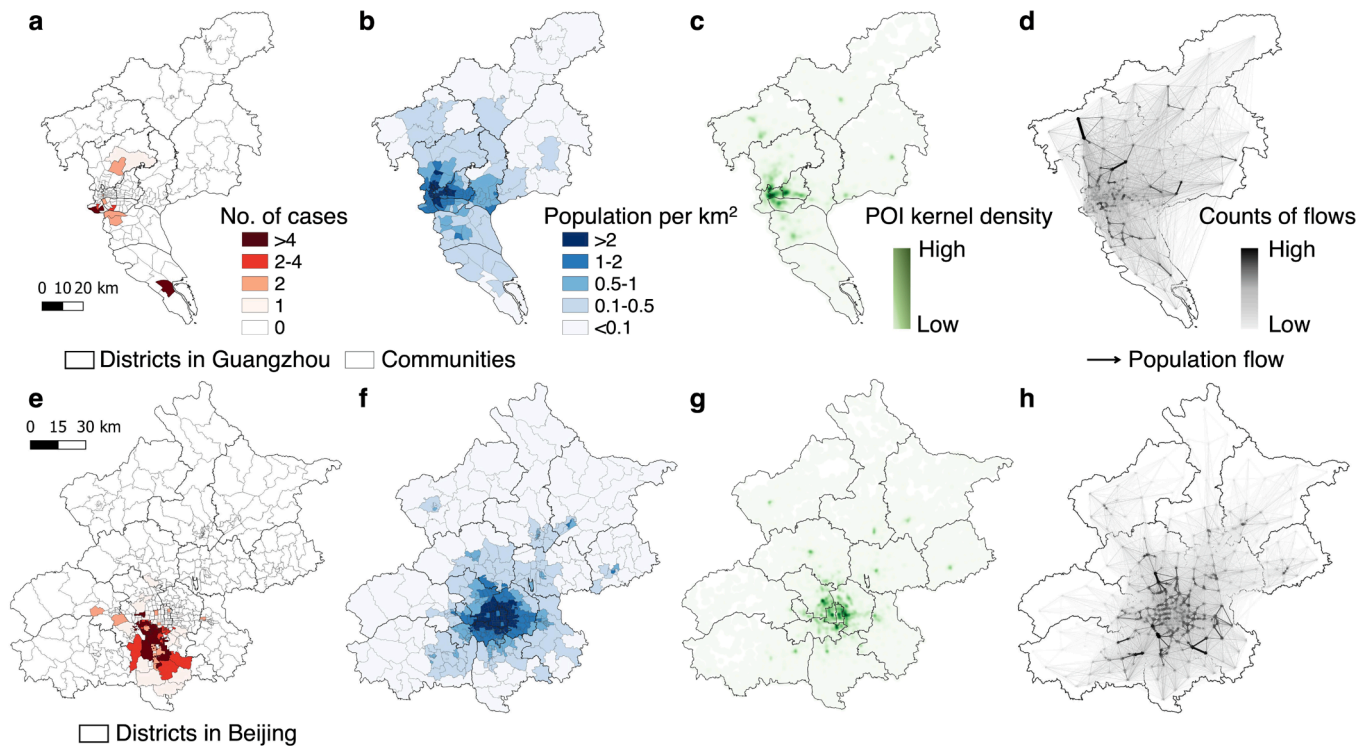 a
b
c
d
No. of cases
>4
2-4
2
1
0
0 10 20 km
Population per km²
>2
1-2
0.5-1
0.1-0.5
<0.1
POI kernel density
High
Low
Counts of flows
High
Low
Districts in Guangzhou Communities
Population flow
e
f
g
h
0 15 30 km
Districts in Beijing